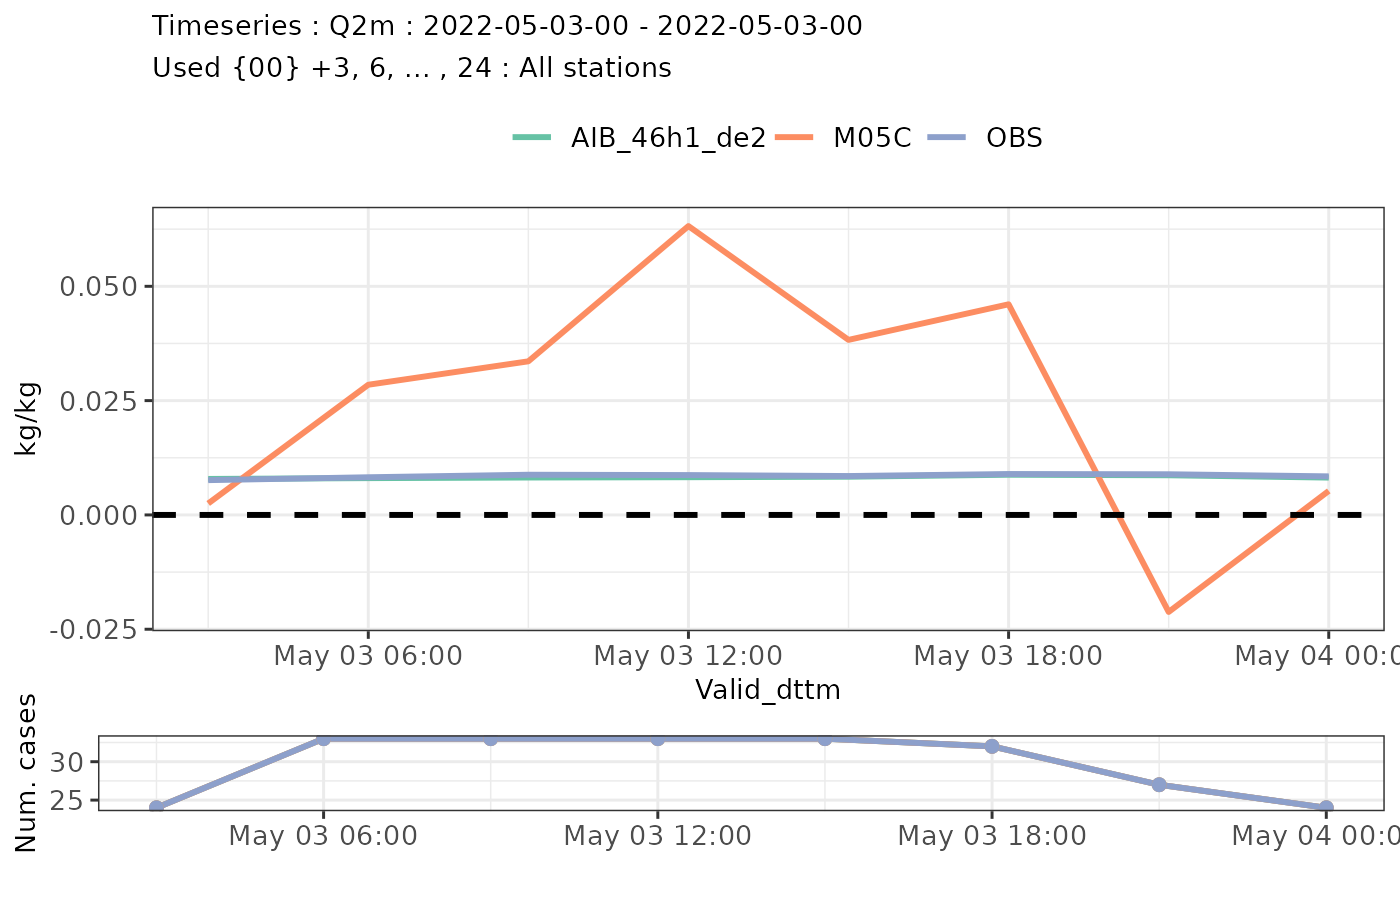 Timeseries : Q2m : 2022-05-03-00 - 2022-05-03-00
Used {00} +3, 6, ... , 24 : All stations
AIB_46h1_de2 M05C OBS
0.050
0.025
0.000
-0.025
kg/kg
May 03 06:00 May 03 12:00 May 03 18:00 May 04 00:0
Valid_dttm
Num. cases
30
25
May 03 06:00 May 03 12:00 May 03 18:00 May 04 00:0